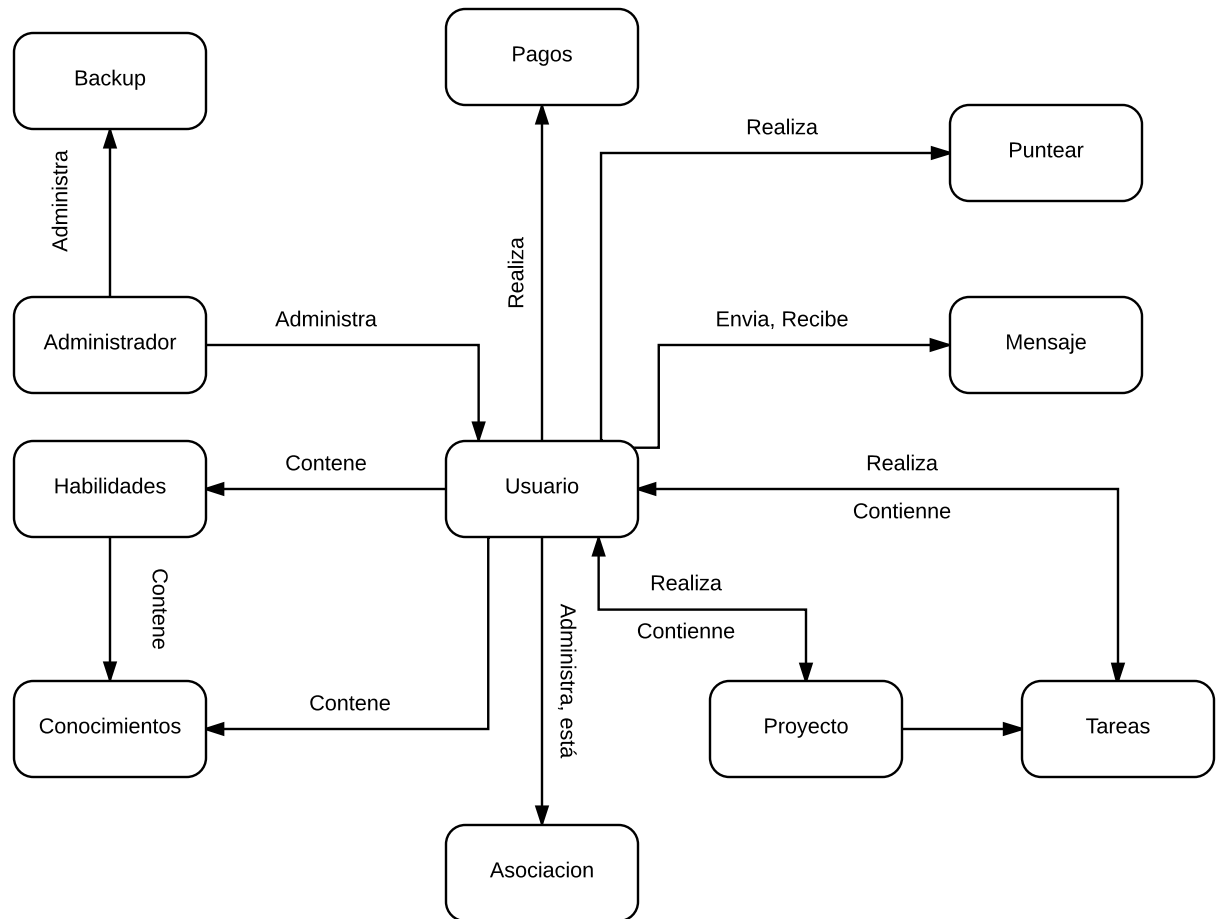 Pagos
Backup
Realiza
Puntear
Administra
Realiza
Administra
Envia, Recibe
Administrador
Mensaje
Contene
Realiza
Habilidades
Usuario
Contienne
Contene
Realiza
Administra, está
Contienne
Contene
Conocimientos
Proyecto
Tareas
Asociacion